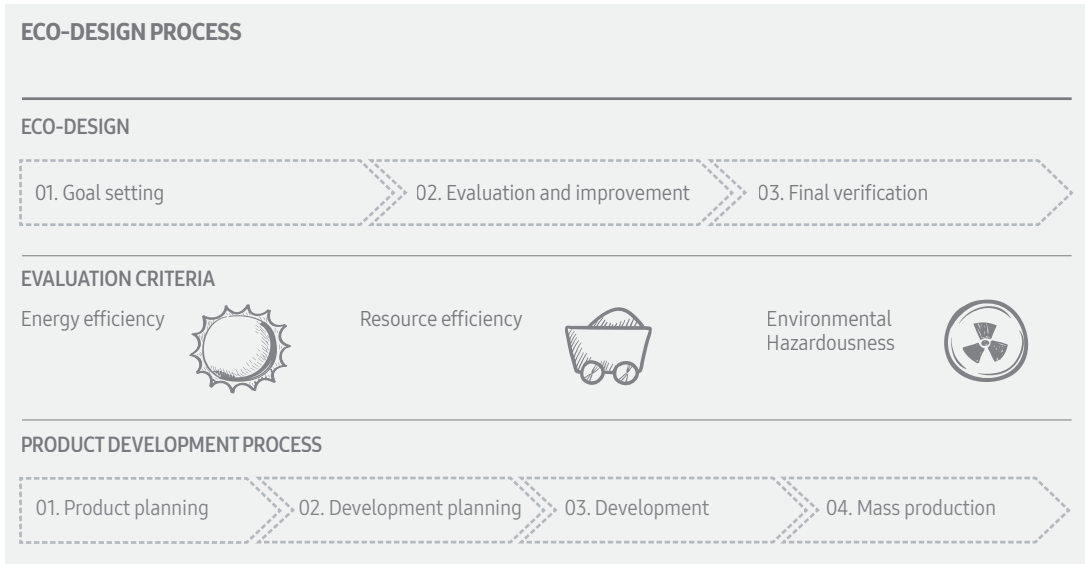 ECO-DESIGN PROCESS
ECO-DESIGN
01. Goal setting
02. Evaluation and improvement
03. Final verification
EVALUATION CRITERIA
Energy efficiency
Resource efficiency
Environmental
Hazardousness
PRODUCT DEVELOPMENT PROCESS
01. Product planning
02. Development planning
03. Development
04. Mass production